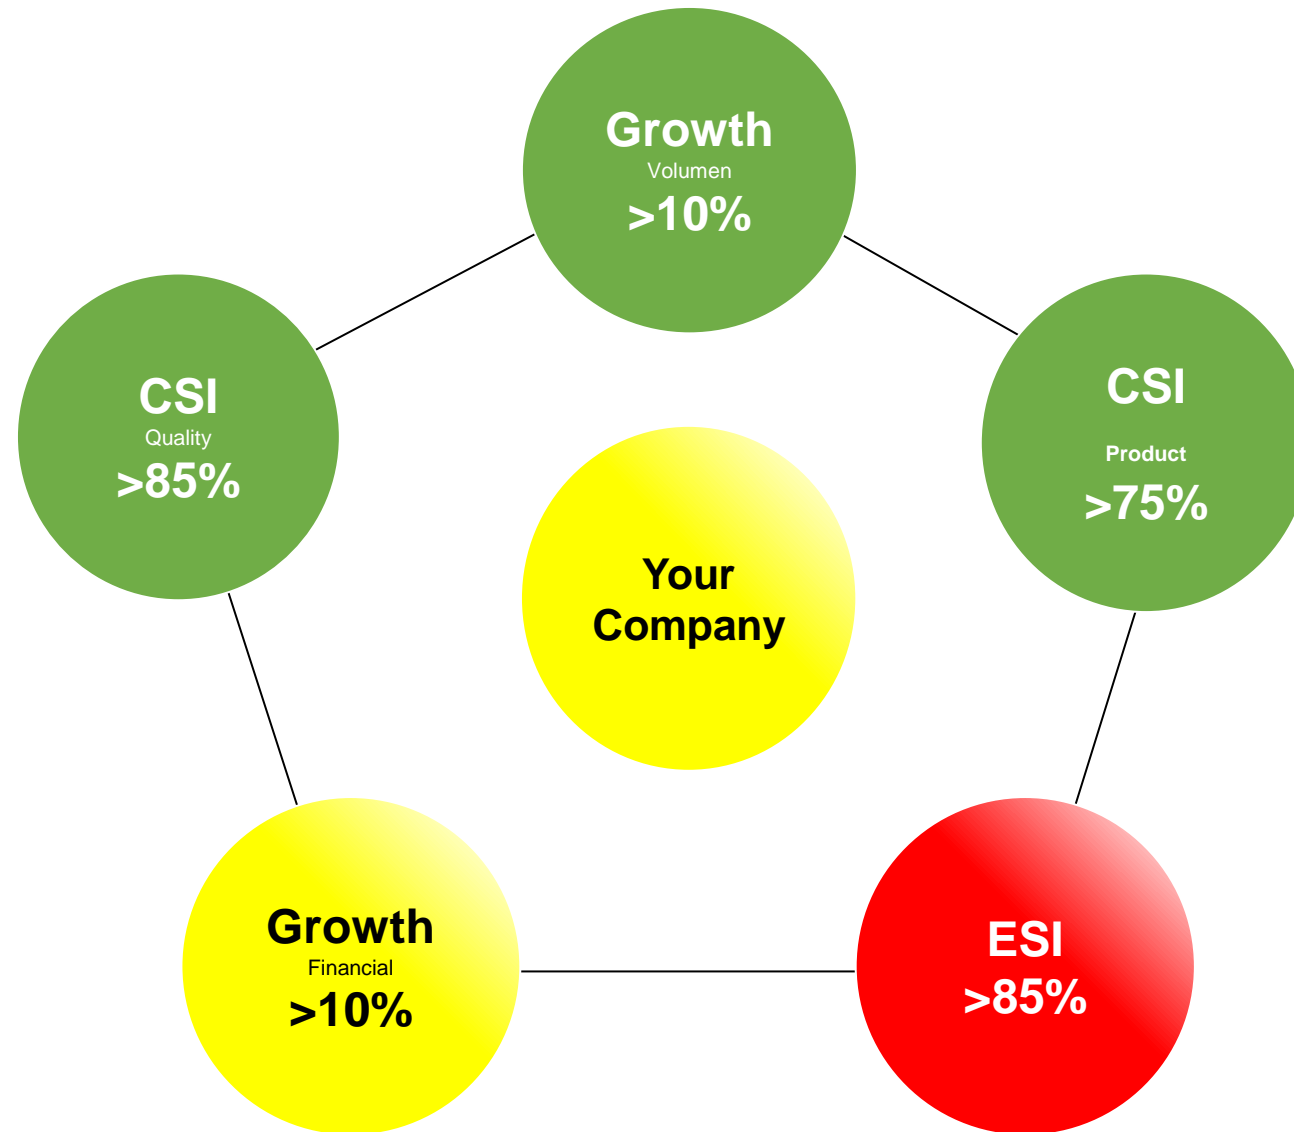 Growth
Volumen
>10%
CSI
Quality
>85%
CSI
Product
>75%
Your
Company
Growth
Financial
>10%
ESI
>85%